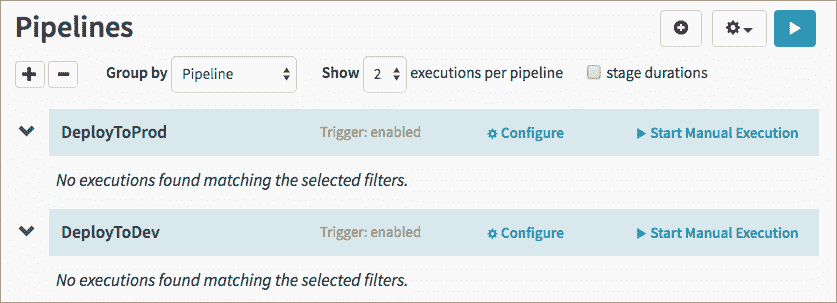 Pipelines
Group by Pipeline Show 2 executions per pipeline stage durations
DeployToProd Trigger: enabled Configure Start Manual Execution
No executions found matching the selected filters.
DeployToDev Trigger: enabled Configure Start Manual Execution
No executions found matching the selected filters.